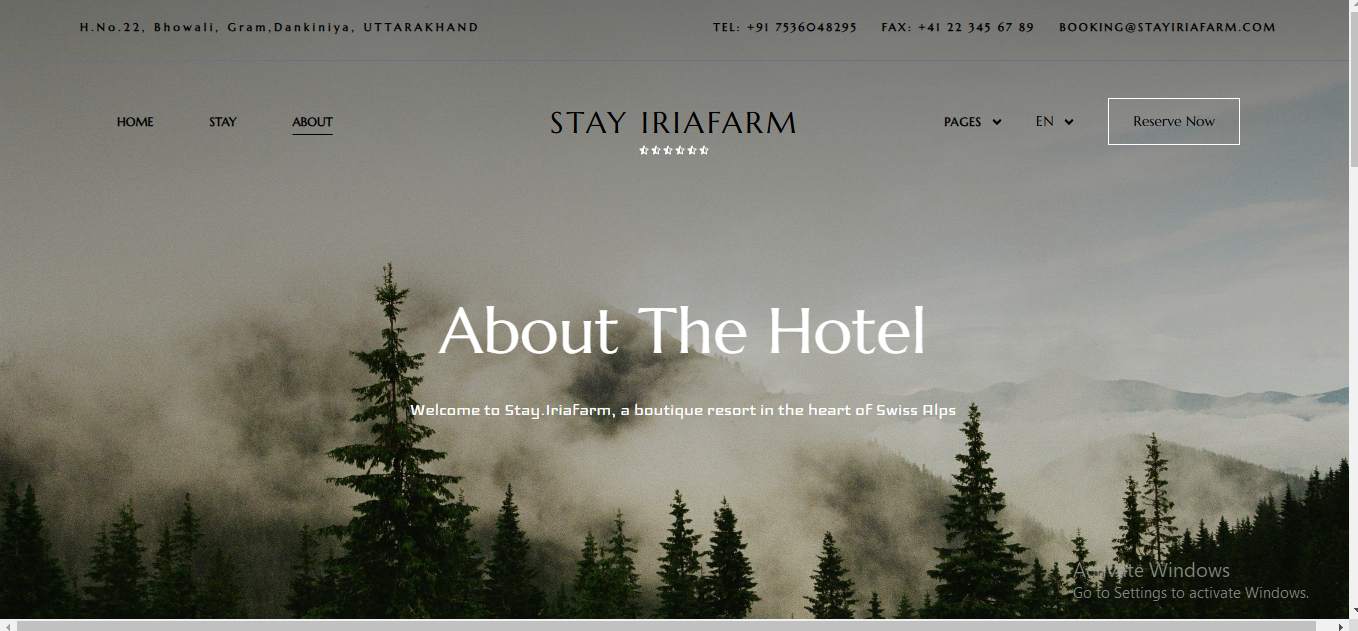 H.No.22, Bhowali, Gram,Dankiniya, UTTARAKHAND
TEL: +91 7536048295 FAX: +41 22 345 67 89 BOOKING@STAYIRIAFARM.COM
HOME STAY ABOUT
STAY IRIAFARM
PAGES EN Reserve Now
About The Hotel
Welcome to Stay.IriaFarm, a boutique resort in the heart of Swiss Alps
Activate Windows
Go to Settings to activate Windows.